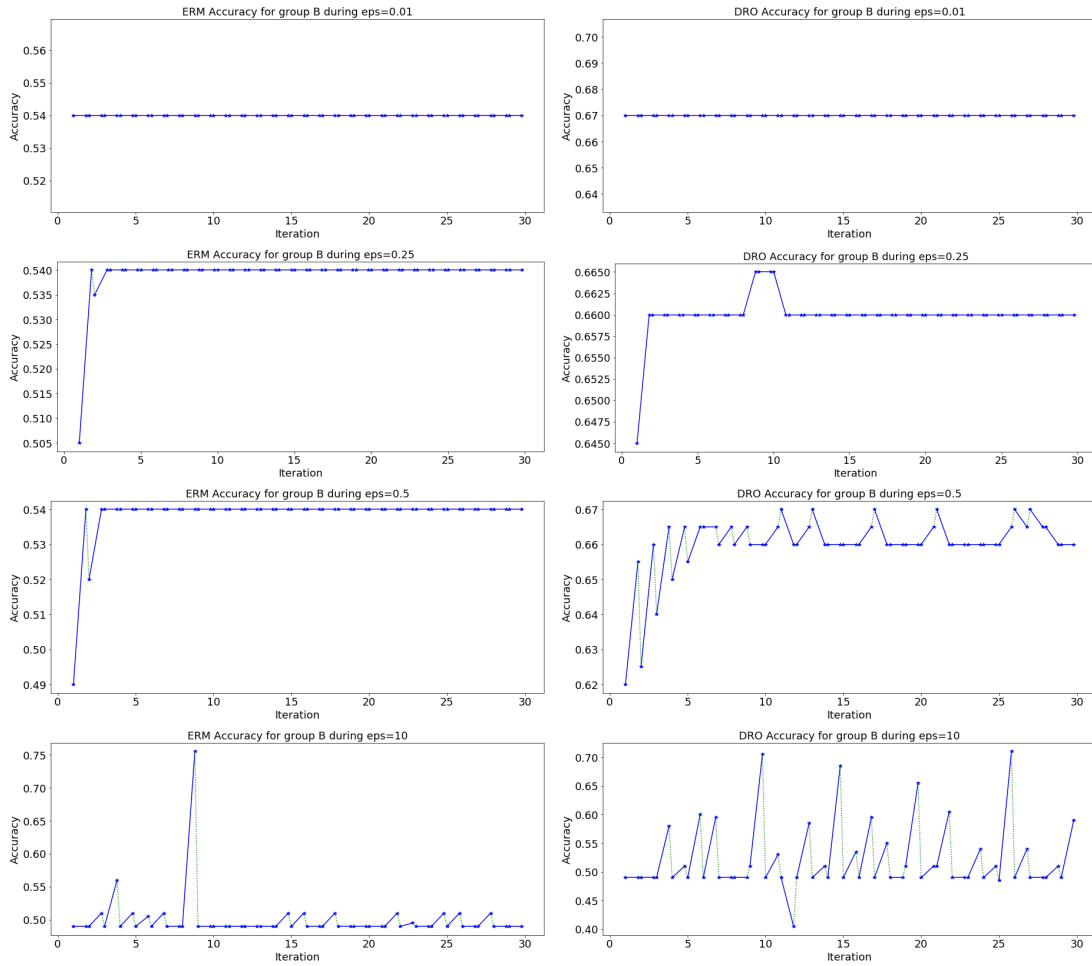 ERM Accuracy for group B during eps=0.01
0.56
0.55
0.54
0.53
0.52
Accuracy
0 5 10 15 20 25 30
Iteration
DRO Accuracy for group B during eps=0.01
0.70
0.69
0.68
0.67
0.66
0.65
0.64
Accuracy
0 5 10 15 20 25 30
Iteration
ERM Accuracy for group B during eps=0.25
0.540
0.535
0.530
0.525
0.520
0.515
0.510
0.505
Accuracy
0 5 10 15 20 25 30
Iteration
DRO Accuracy for group B during eps=0.25
0.6650
0.6625
0.6600
0.6575
0.6550
0.6525
0.6500
0.6475
0.6450
Accuracy
0 5 10 15 20 25 30
Iteration
ERM Accuracy for group B during eps=0.5
0.54
0.53
0.52
0.51
0.50
0.49
Accuracy
0 5 10 15 20 25 30
Iteration
DRO Accuracy for group B during eps=0.5
0.67
0.66
0.65
0.64
0.63
0.62
Accuracy
0 5 10 15 20 25 30
Iteration
ERM Accuracy for group B during eps=10
0.75
0.70
0.65
0.60
0.55
0.50
Accuracy
0 5 10 15 20 25 30
Iteration
DRO Accuracy for group B during eps=10
0.70
0.65
0.60
0.55
0.50
0.45
0.40
Accuracy
0 5 10 15 20 25 30
Iteration